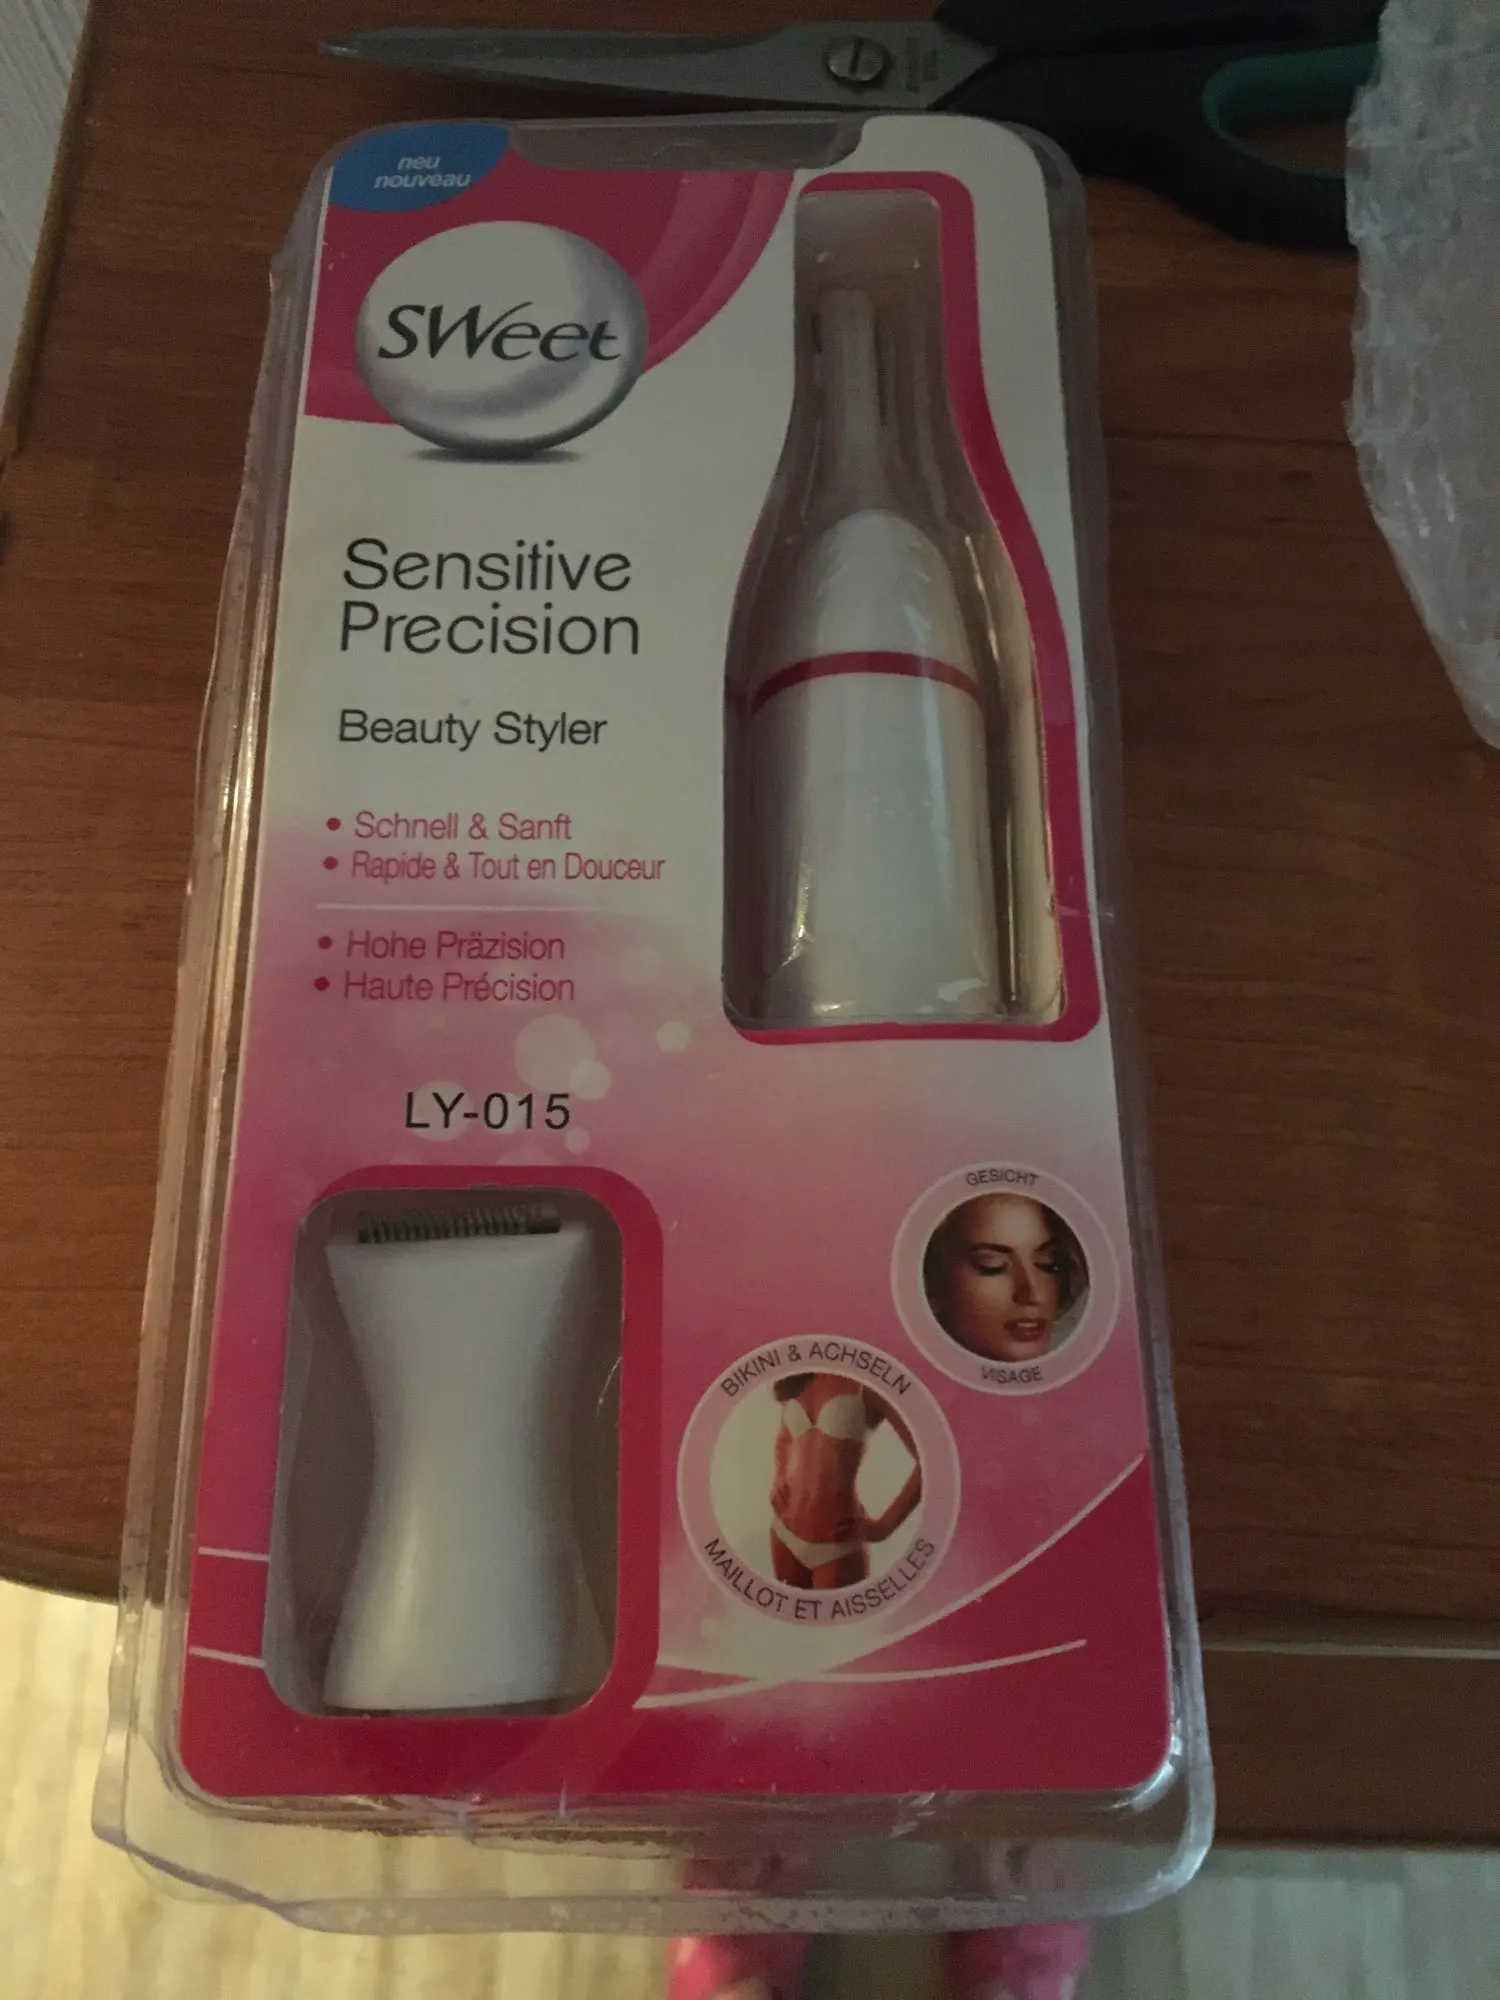 neu
nouveau
SWeet
Sensitive
Precision
Beauty Styler
• Schnell & Sanft
• Rapide & Tout en Douceur
• Hohe Präzision
• Haute Précision
LY-015
GESICHT
VISAGE
BIKINI & ACHSELN
MAILLOT ET AISSELLES